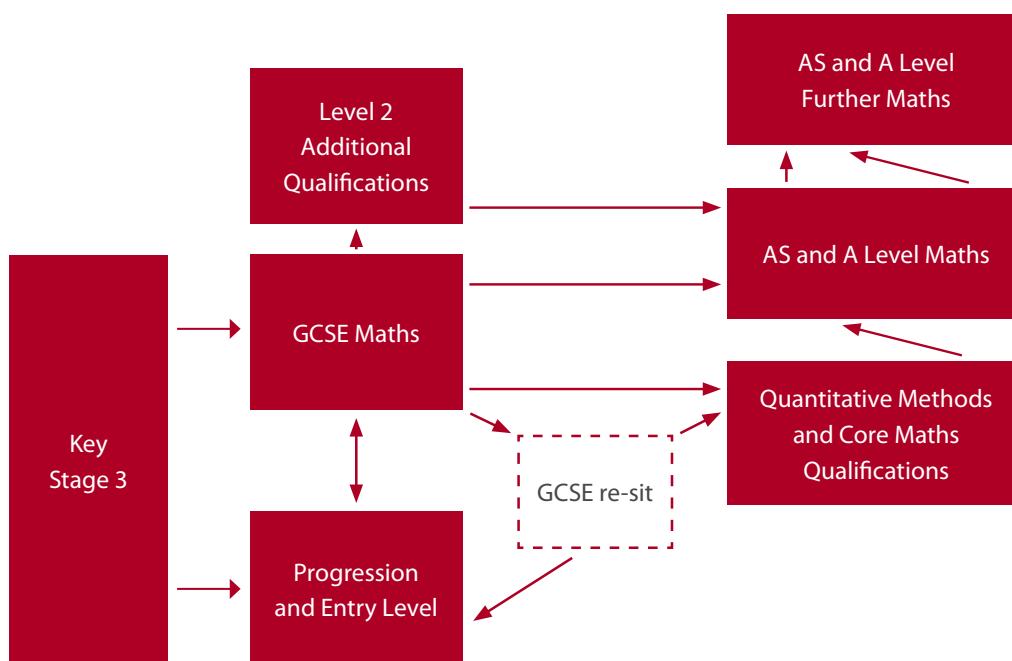 Key
Stage 3
Level 2
Additional
Qualifications
GCSE Maths
Progression
and Entry Level
GCSE re-sit
AS and A Level
Further Maths
AS and A Level Maths
Quantitative Methods
and Core Maths
Qualifications